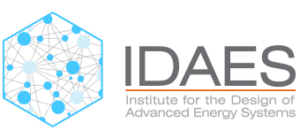 IDAES
Institute for the Design of
Advanced Energy Systems